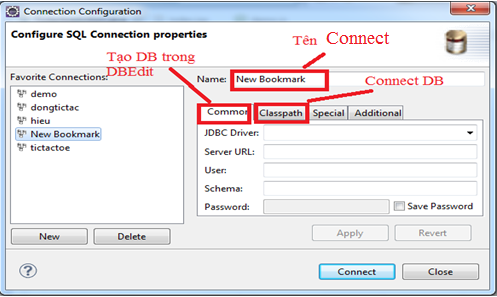 Connection Configuration
Configure SQL Connection properties
Tên Connect
Tạo DB trong
DBEdit
Favorite Connections:
Name: New Bookmark
Connect DB
demo
dongtictac
hieu
New Bookmark
tictactoe
Common Classpath Special Additional
JDBC Driver:
Server URL:
User:
Schema:
Password: Save Password
New Delete
Apply Revert
? Connect Close